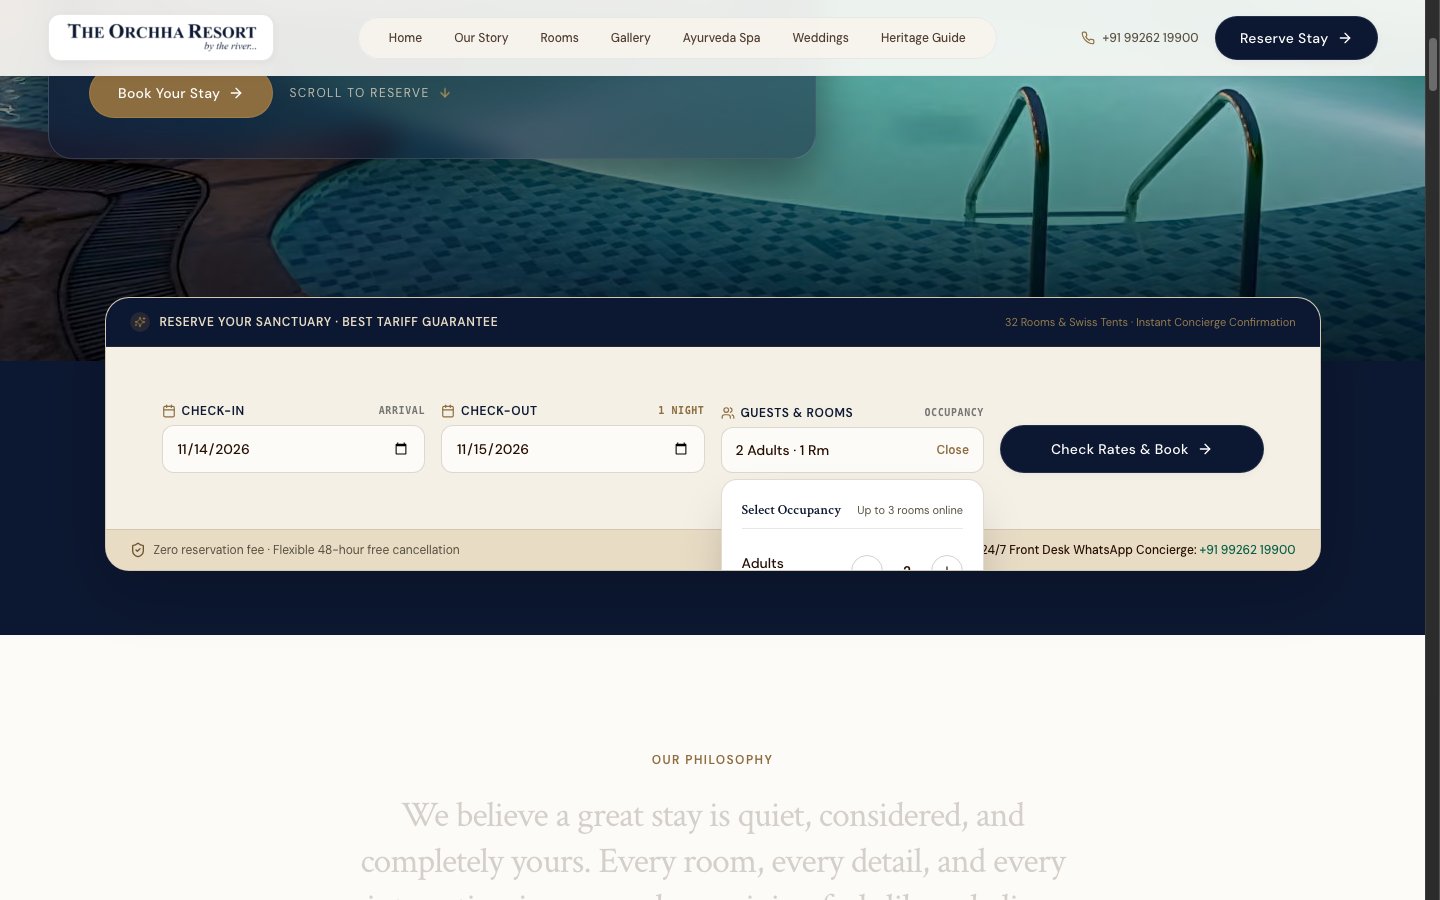 THE ORCHHA RESORT
by the river...
Home
Our Story
Rooms
Gallery
Ayurveda Spa
Weddings
Heritage Guide
+91 99262 19900
Reserve Stay
Book Your Stay
SCROLL TO RESERVE
RESERVE YOUR SANCTUARY · BEST TARIFF GUARANTEE
32 Rooms & Swiss Tents · Instant Concierge Confirmation
CHECK-IN
ARRIVAL
11/14/2026
CHECK-OUT
1 NIGHT
11/15/2026
GUESTS & ROOMS
OCCUPANCY
2 Adults · 1 Rm
Close
Check Rates & Book
Select Occupancy
Up to 3 rooms online
Adults
Zero reservation fee · Flexible 48-hour free cancellation
24/7 Front Desk WhatsApp Concierge: +91 99262 19900
OUR PHILOSOPHY
We believe a great stay is quiet, considered, and
completely yours. Every room, every detail, and every